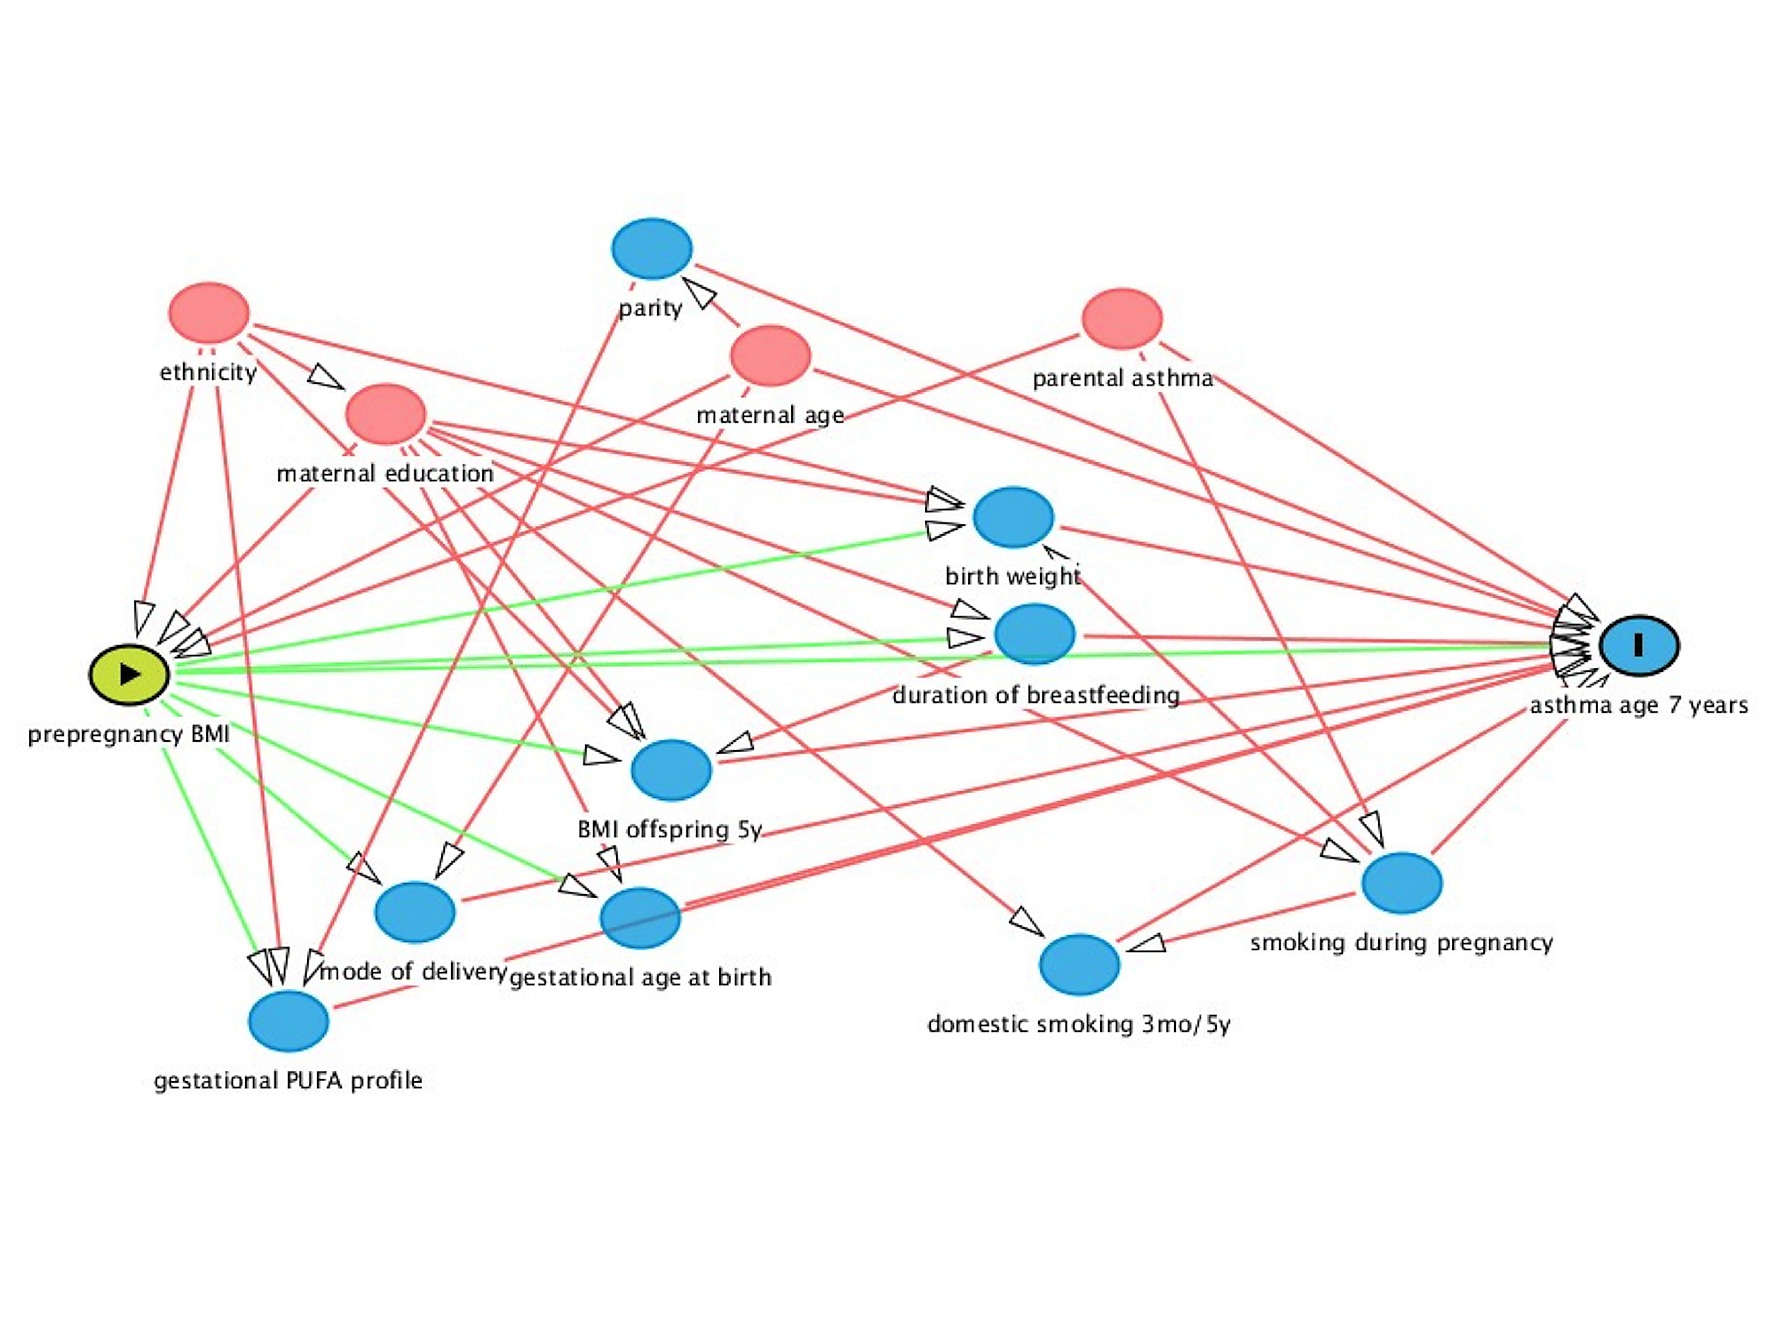 parity
ethnicity
parental asthma
maternal age
maternal education
birth weight
duration of breastfeeding
asthma age 7 years
prepregnancy BMI
BMI offspring 5y
smoking during pregnancy
mode of delivery
gestational age at birth
domestic smoking 3mo/5y
gestational PUFA profile